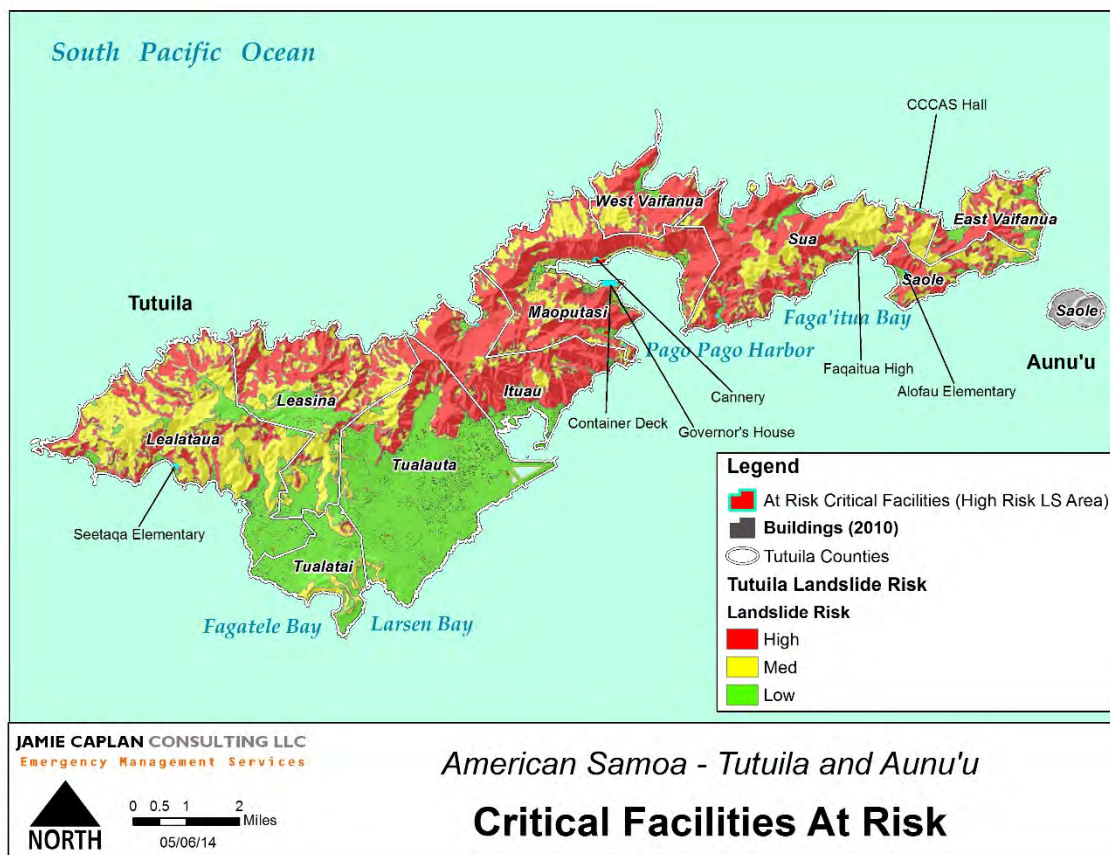 South Pacific Ocean
CCCAS Hall
West Vaifanua
East Vaifanua
Sua
Saole
Tutuila
Maoputasi
Saole
Faga'itua Bay
Pago Pago Harbor
Aunu'u
Faqaitua High
Ituau
Leasina
Cannery
Alofau Elementary
Container Deck
Governor's House
Lealataua
Tualauta
Seetaqa Elementary
Tualatai
Fagatele Bay
Larsen Bay
Legend
At Risk Critical Facilities (High Risk LS Area)
Buildings (2010)
Tutuila Counties
Tutuila Landslide Risk
Landslide Risk
High
Med
Low
JAMIE CAPLAN CONSULTING LLC
Emergency Management Services
NORTH
0 0.5 1 2
Miles
05/06/14
American Samoa - Tutuila and Aunu'u
Critical Facilities At Risk